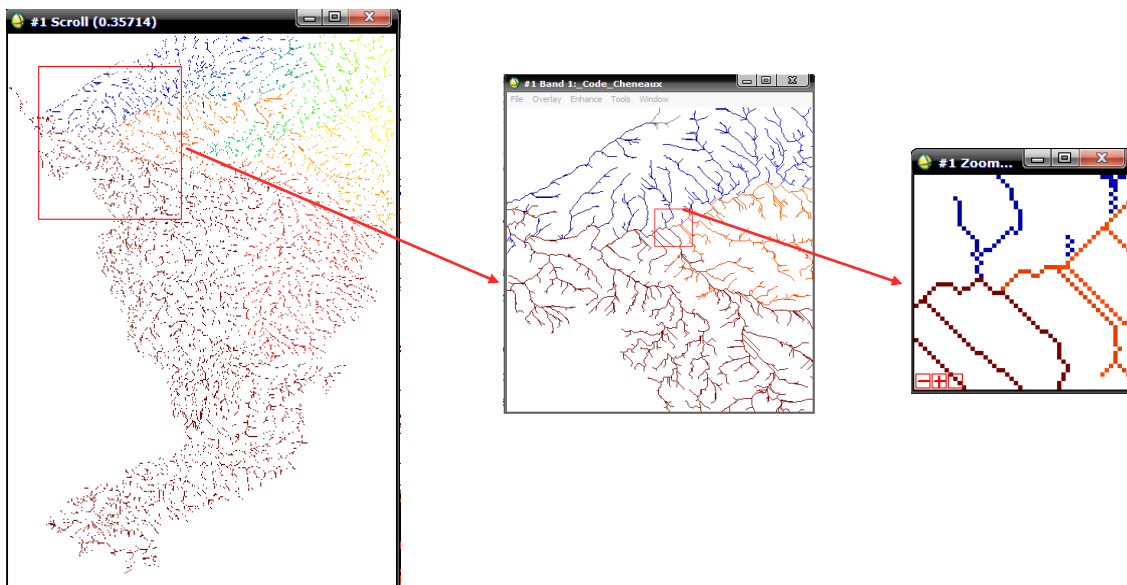 #1 Scroll (0.35714)
#1 Band 1:_Code_Cheneaux
File Overlay Enhance Tools Window
#1 Zoom...